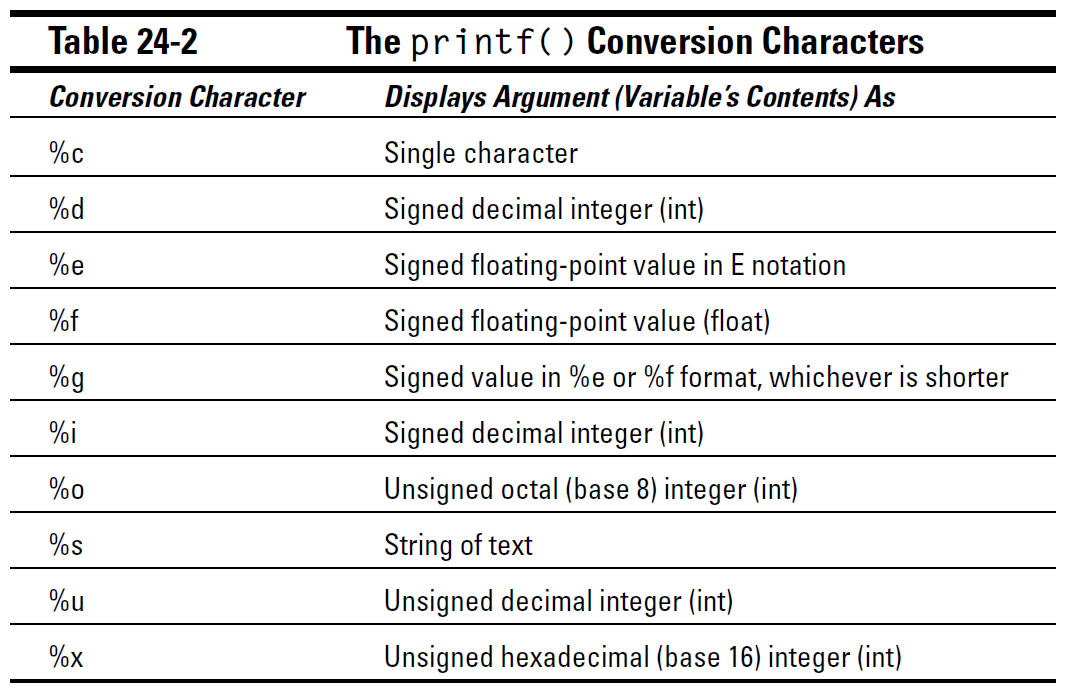 Table 24-2 The printf() Conversion Characters
Conversion Character Displays Argument (Variable’s Contents) As
%c Single character
%d Signed decimal integer (int)
%e Signed floating-point value in E notation
%f Signed floating-point value (float)
%g Signed value in %e or %f format, whichever is shorter
%i Signed decimal integer (int)
%o Unsigned octal (base 8) integer (int)
%s String of text
%u Unsigned decimal integer (int)
%x Unsigned hexadecimal (base 16) integer (int)